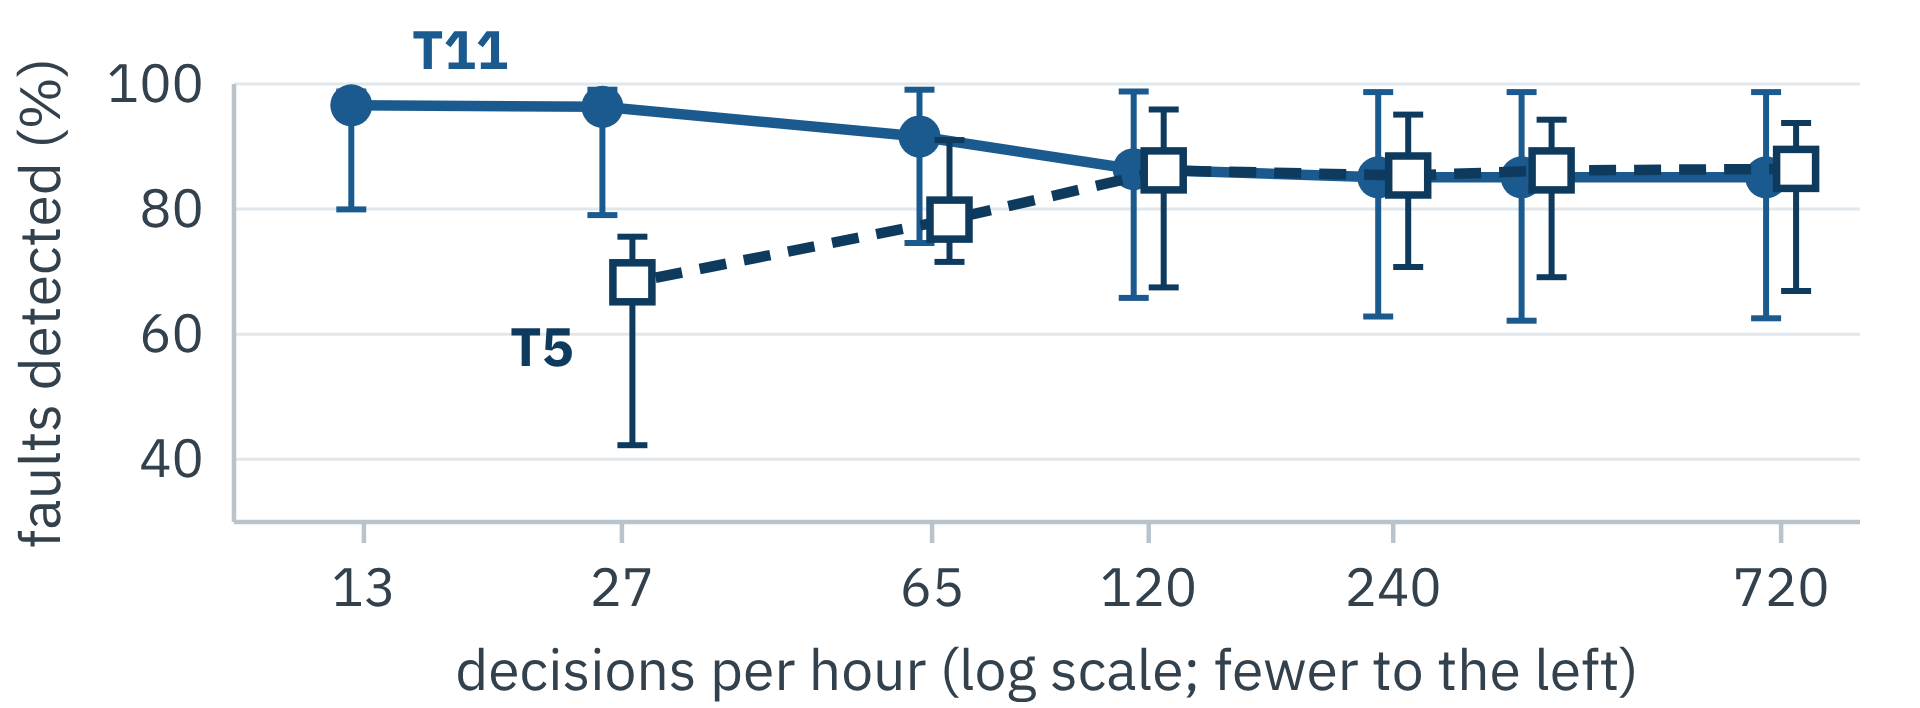 T11
faults detected (%)
100
80
60
40
T5
13 27 65 120 240 720
decisions per hour (log scale; fewer to the left)